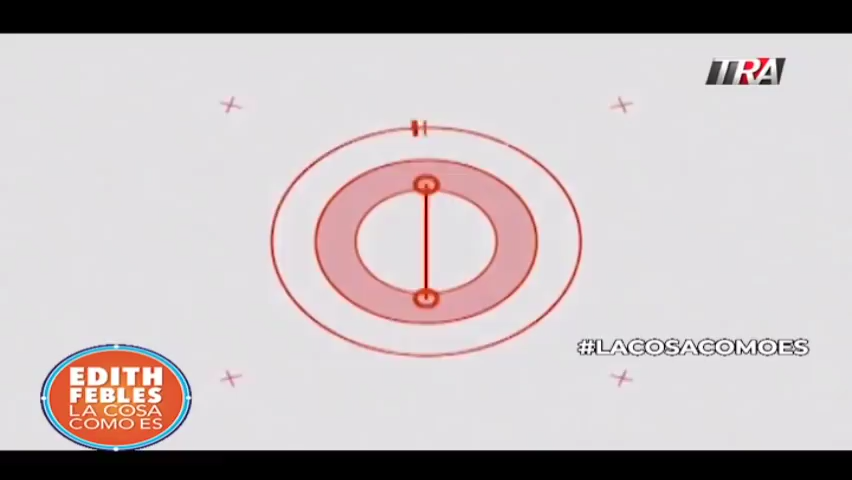 TRA
#LACOSACOMOES
EDITH
FEBLES
LA COSA
COMO ES